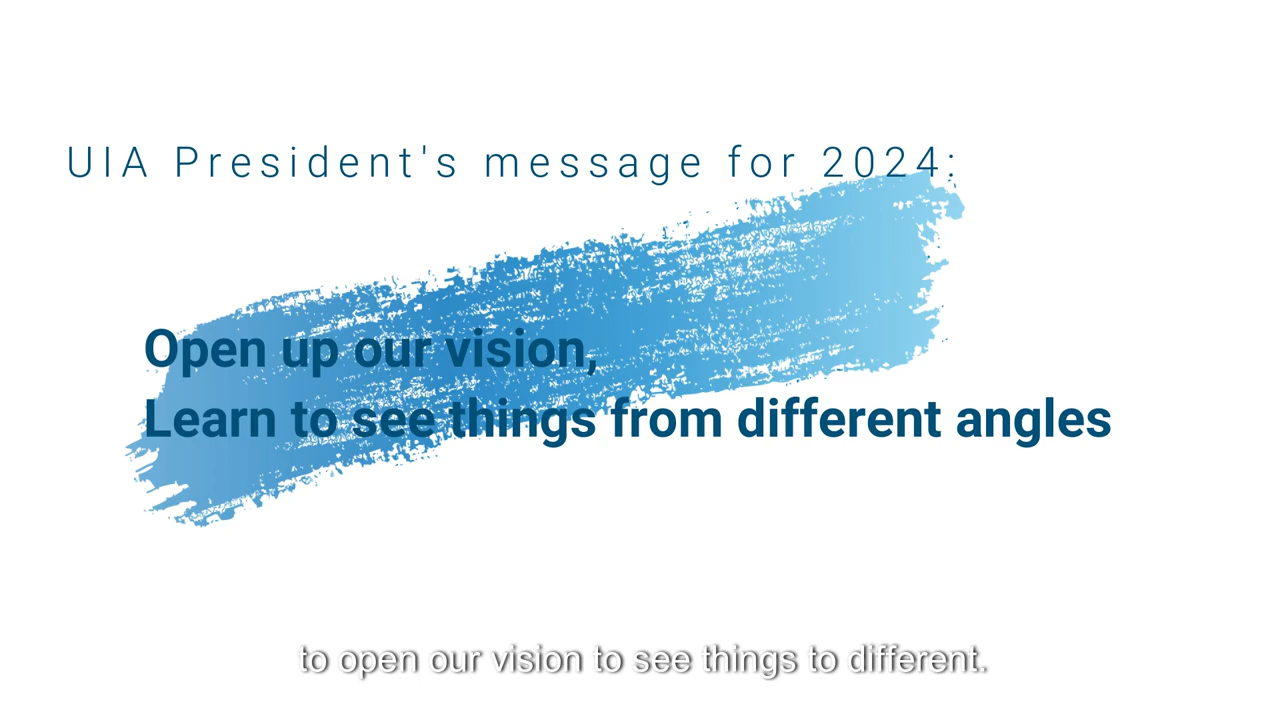 UIA President's message for 2024:
Open up our vision,
Learn to see things from different angles
to open our vision to see things to different.